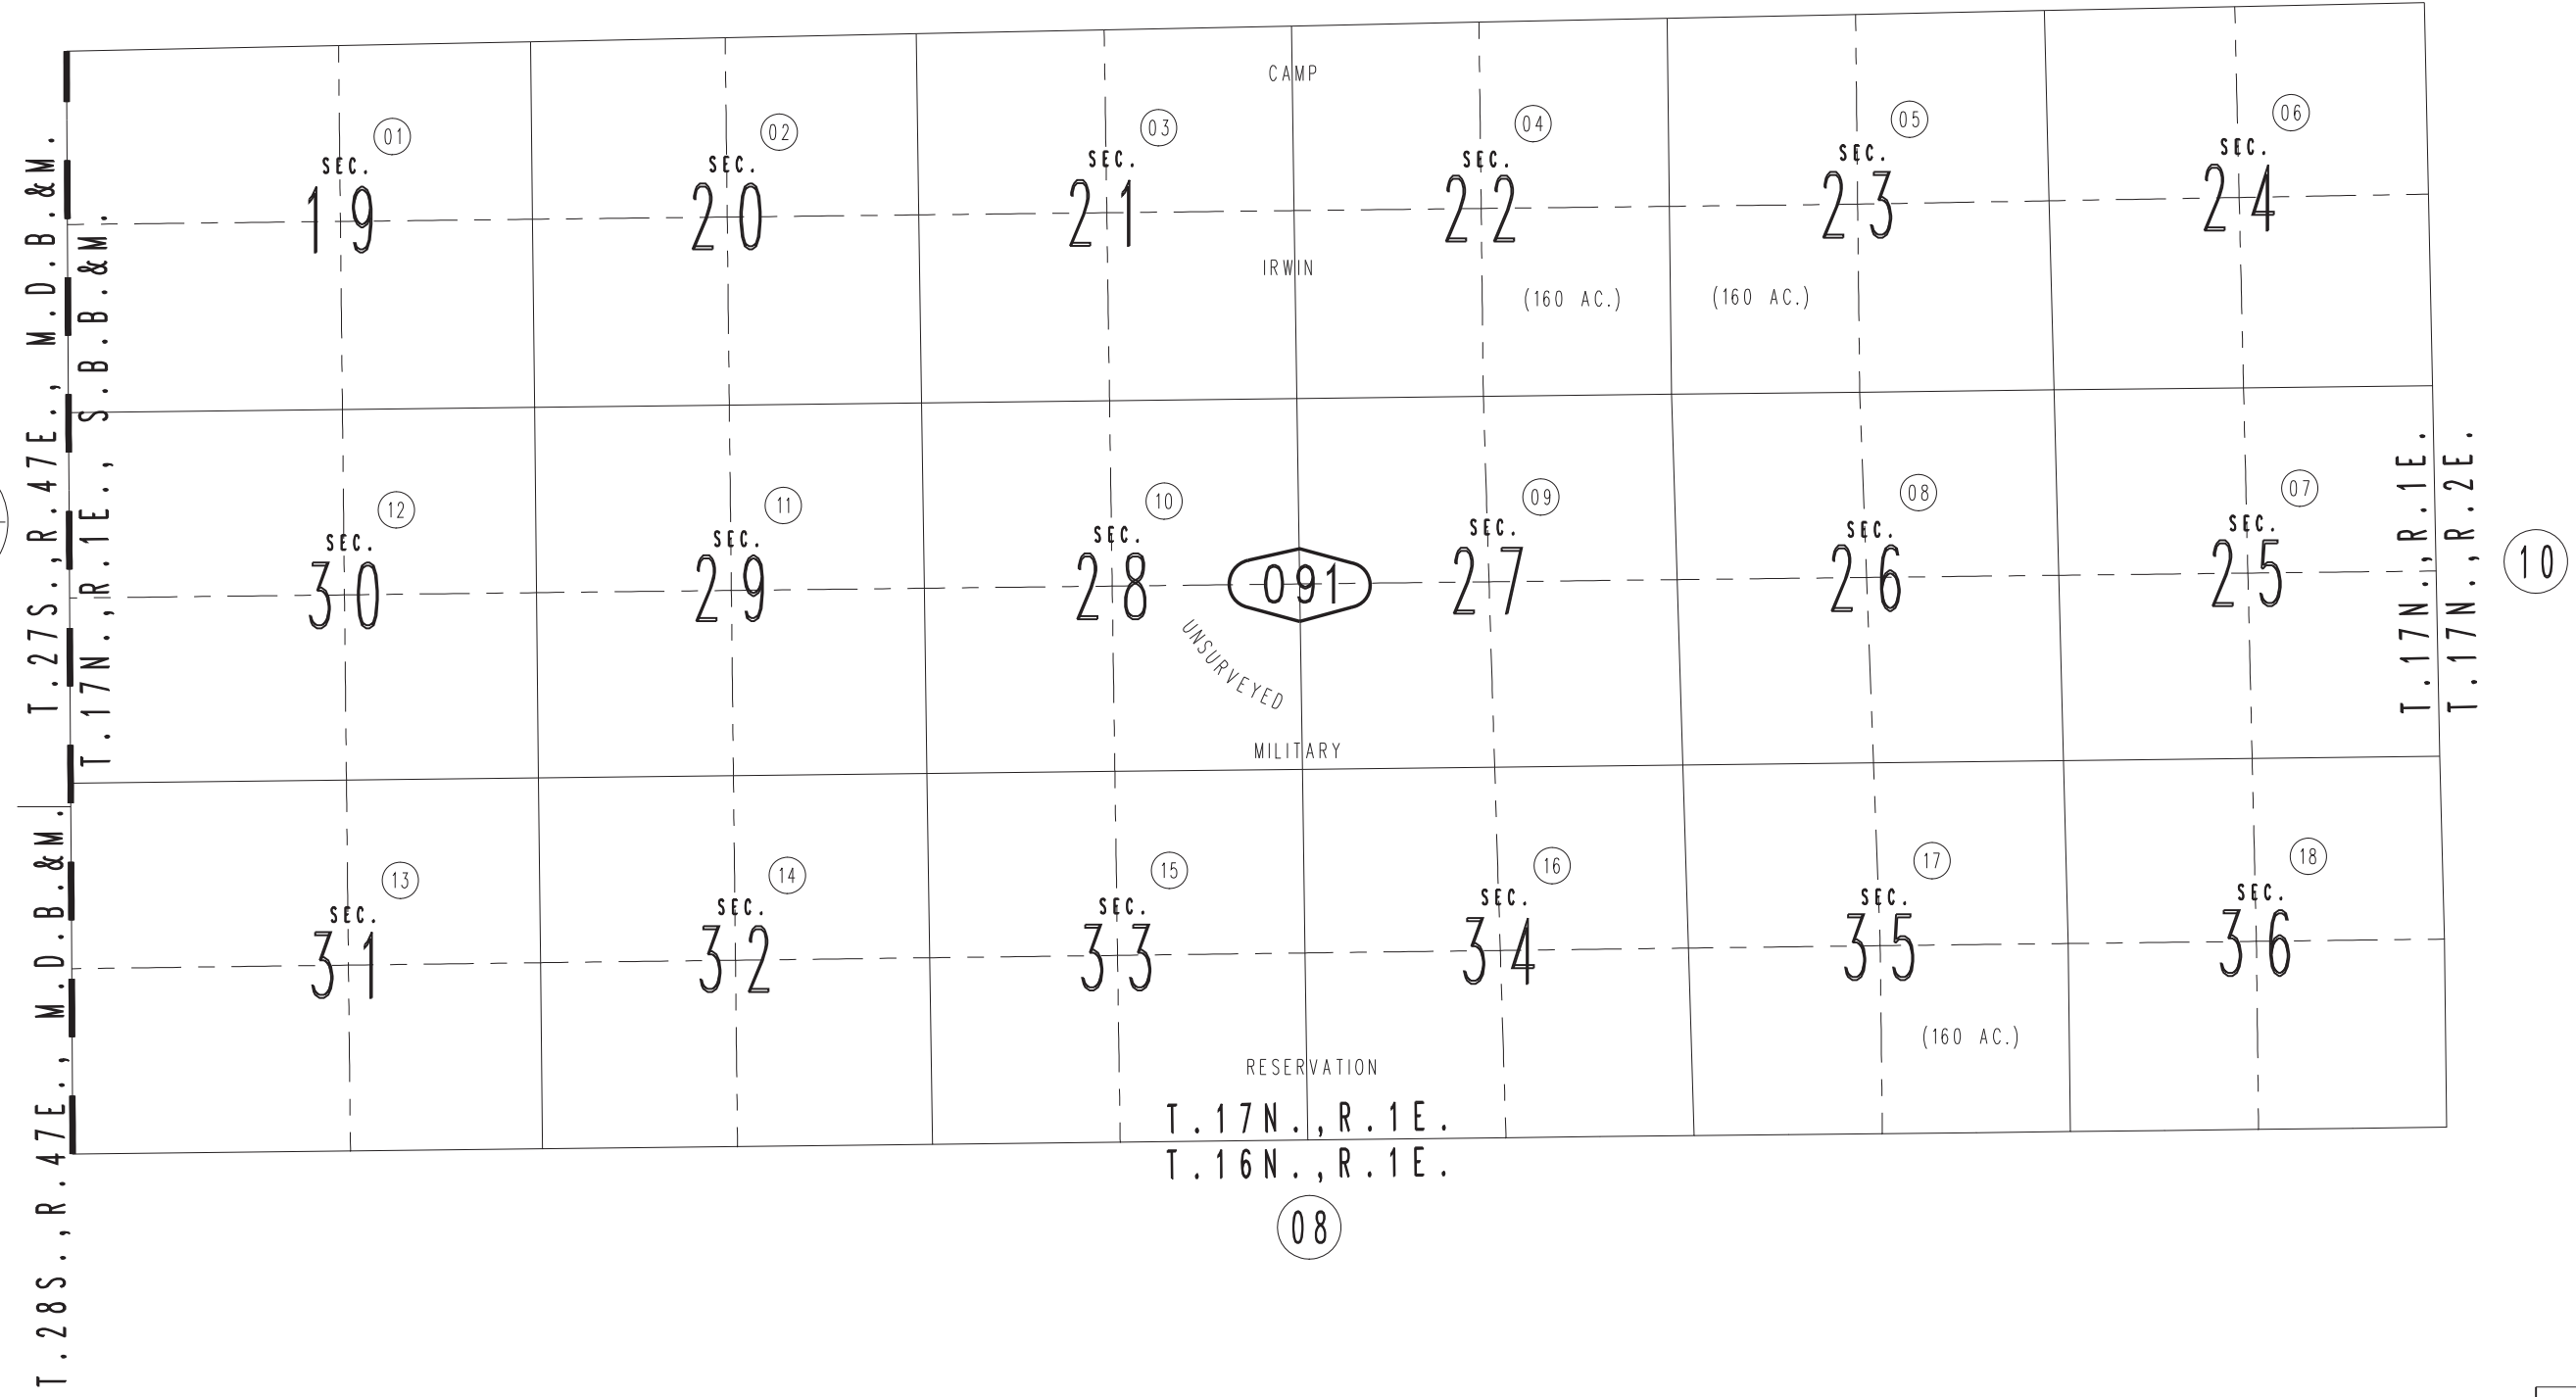 CAMP
01
02
03
04
05
06
SEC.
19
SEC.
20
SEC.
21
SEC.
22
SEC.
23
SEC.
24
IRWIN
(160 AC.)
(160 AC.)
T.27S.,R.47E., M.D.B.&M.
T.17N.,R.1E., S.B.B.&M.
12
11
10
09
08
07
SEC.
30
SEC.
29
SEC.
28
091
SEC.
27
SEC.
26
SEC.
25
T.17N.,R.1E.
T.17N.,R.2E.
10
UNSURVEYED
MILITARY
13
14
15
16
17
18
SEC.
31
SEC.
32
SEC.
33
SEC.
34
SEC.
35
SEC.
36
(160 AC.)
T.28S.,R.47E., M.D.B.&M.
RESERVATION
T.17N.,R.1E.
T.16N.,R.1E.
08